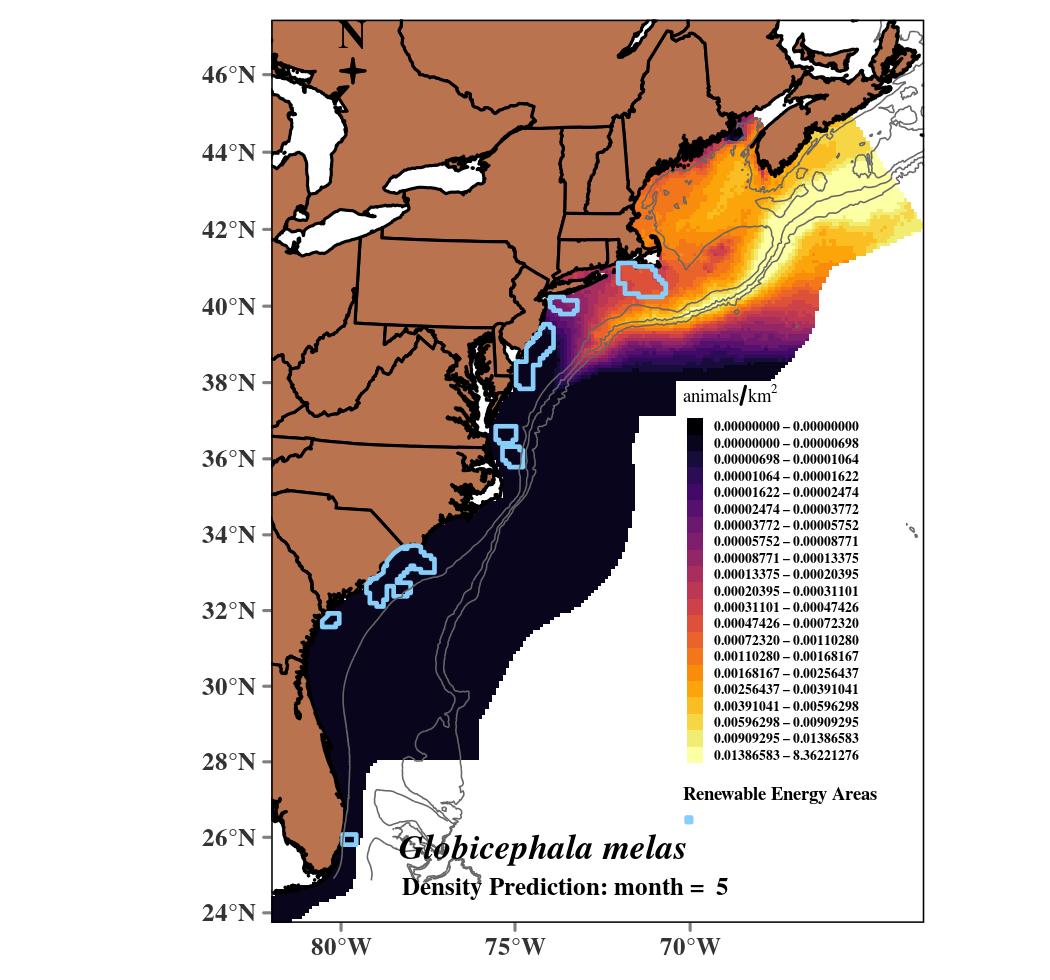 N
46°N
44°N
42°N
40°N
38°N
36°N
34°N
32°N
30°N
28°N
26°N
24°N
80°W
75°W
70°W
animals/km²
0.00000000 – 0.00000000
0.00000000 – 0.00000698
0.00000698 – 0.00001064
0.00001064 – 0.00001622
0.00001622 – 0.00002474
0.00002474 – 0.00003772
0.00003772 – 0.00005752
0.00005752 – 0.00008771
0.00008771 – 0.00013375
0.00013375 – 0.00020395
0.00020395 – 0.00031101
0.00031101 – 0.00047426
0.00047426 – 0.00072320
0.00072320 – 0.00110280
0.00110280 – 0.00168167
0.00168167 – 0.00256437
0.00256437 – 0.00391041
0.00391041 – 0.00596298
0.00596298 – 0.00909295
0.00909295 – 0.01386583
0.01386583 – 8.36221276
Renewable Energy Areas
Globicephala melas
Density Prediction: month = 5